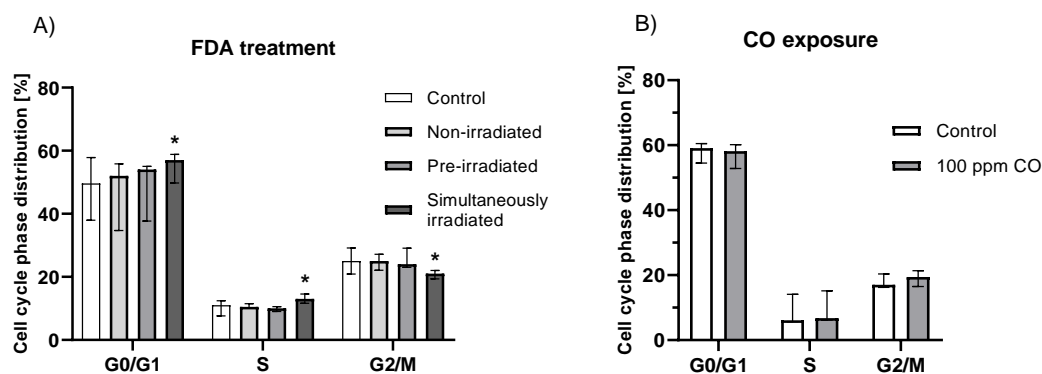 A)
FDA treatment
Cell cycle phase distribution [%]
80
60
40
20
0
*
*
*
G0/G1 S G2/M
Control
Non-irradiated
Pre-irradiated
Simultaneously
irradiated
B)
CO exposure
Cell cycle phase distribution [%]
80
60
40
20
0
G0/G1 S G2/M
Control
100 ppm CO